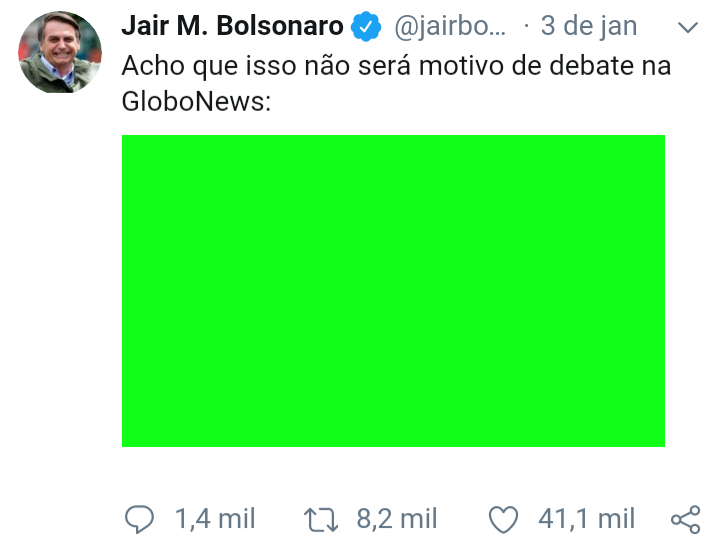 Jair M. Bolsonaro @jairbo... · 3 de jan
Acho que isso não será motivo de debate na
GloboNews:
1,4 mil 8,2 mil 41,1 mil